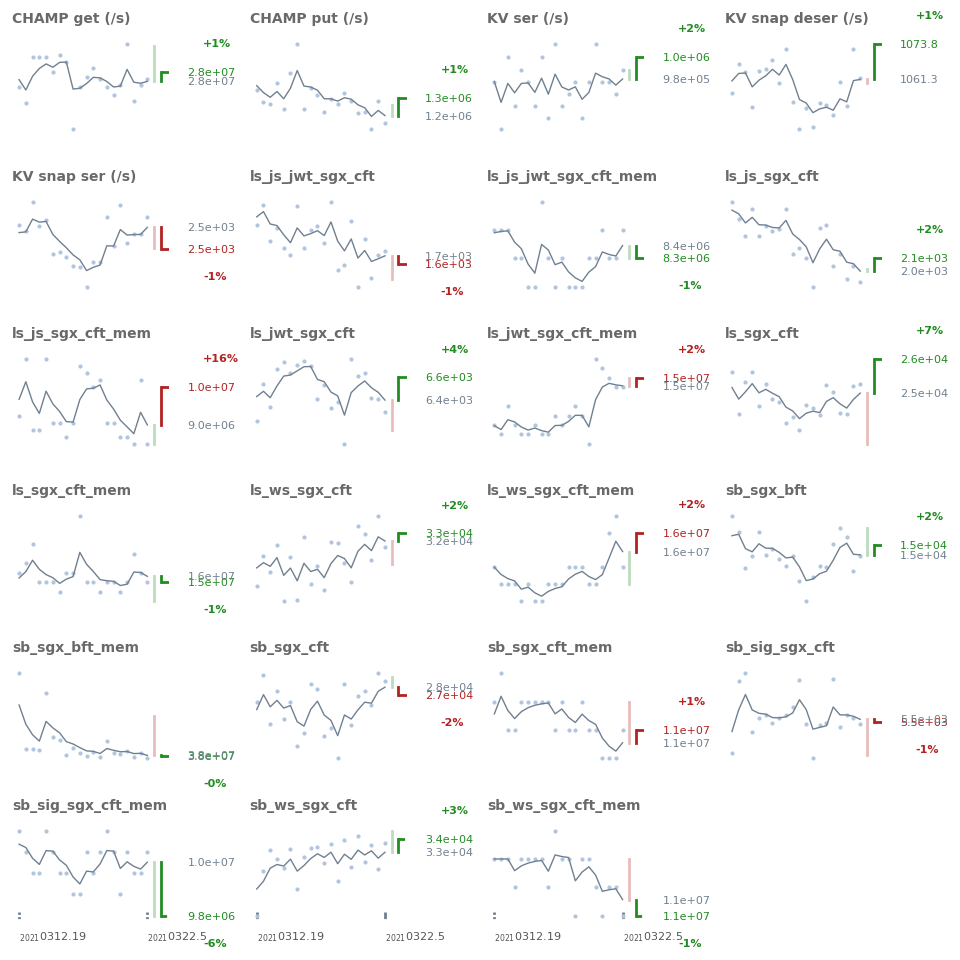 CHAMP get (/s)
+1%
2.8e+07
2.8e+07
CHAMP put (/s)
+1%
1.3e+06
1.2e+06
KV ser (/s)
+2%
1.0e+06
9.8e+05
KV snap deser (/s)
+1%
1073.8
1061.3
KV snap ser (/s)
2.5e+03
2.5e+03
-1%
ls_js_jwt_sgx_cft
1.7e+03
1.6e+03
-1%
ls_js_jwt_sgx_cft_mem
8.4e+06
8.3e+06
-1%
ls_js_sgx_cft
+2%
2.1e+03
2.0e+03
ls_js_sgx_cft_mem
+16%
1.0e+07
9.0e+06
ls_jwt_sgx_cft
+4%
6.6e+03
6.4e+03
ls_jwt_sgx_cft_mem
+2%
1.5e+07
1.5e+07
ls_sgx_cft
+7%
2.6e+04
2.5e+04
ls_sgx_cft_mem
1.6e+07
1.5e+07
-1%
ls_ws_sgx_cft
+2%
3.3e+04
3.2e+04
ls_ws_sgx_cft_mem
+2%
1.6e+07
1.6e+07
sb_sgx_bft
+2%
1.5e+04
1.5e+04
sb_sgx_bft_mem
3.8e+07
3.8e+07
-0%
sb_sgx_cft
2.8e+04
2.7e+04
-2%
sb_sgx_cft_mem
+1%
1.1e+07
1.1e+07
sb_sig_sgx_cft
5.5e+03
5.5e+03
-1%
sb_sig_sgx_cft_mem
1.0e+07
9.8e+06
-6%
2021 0312.19
2021 0322.5
sb_ws_sgx_cft
+3%
3.4e+04
3.3e+04
2021 0312.19
2021 0322.5
sb_ws_sgx_cft_mem
1.1e+07
1.1e+07
-1%
2021 0312.19
2021 0322.5